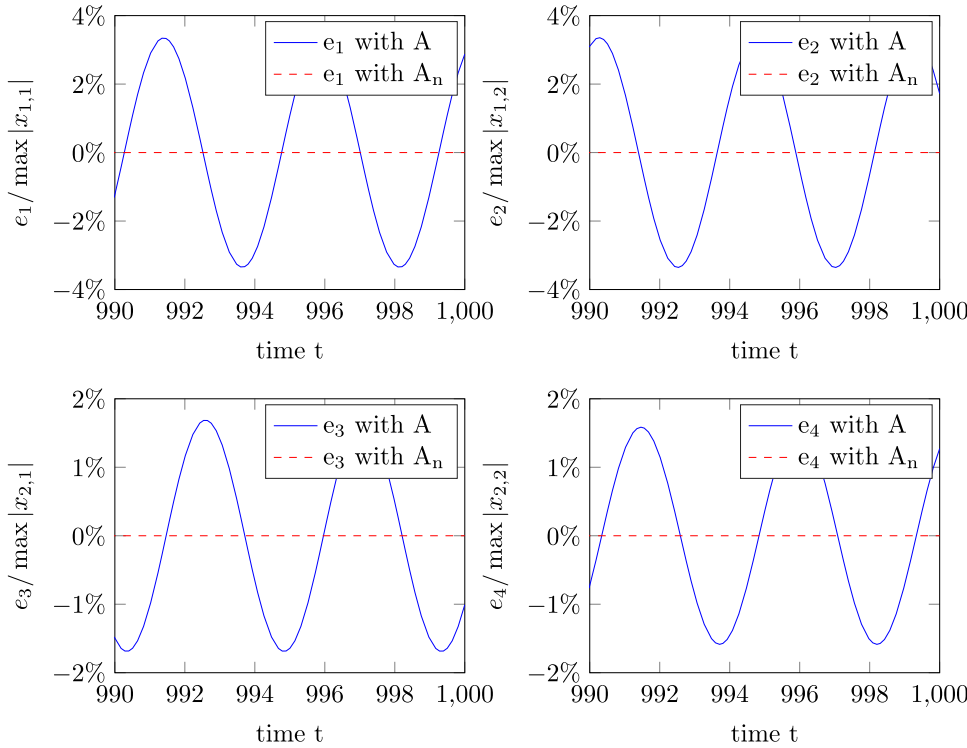 4%
2%
0%
−2%
−4%
e₁/ max |x₁,₁|
e₁ with A
e₁ with Aₙ
990 992 994 996 998 1,000
time t
4%
2%
0%
−2%
−4%
e₂/ max |x₁,₂|
e₂ with A
e₂ with Aₙ
990 992 994 996 998 1,000
time t
2%
1%
0%
−1%
−2%
e₃/ max |x₂,₁|
e₃ with A
e₃ with Aₙ
990 992 994 996 998 1,000
time t
2%
1%
0%
−1%
−2%
e₄/ max |x₂,₂|
e₄ with A
e₄ with Aₙ
990 992 994 996 998 1,000
time t